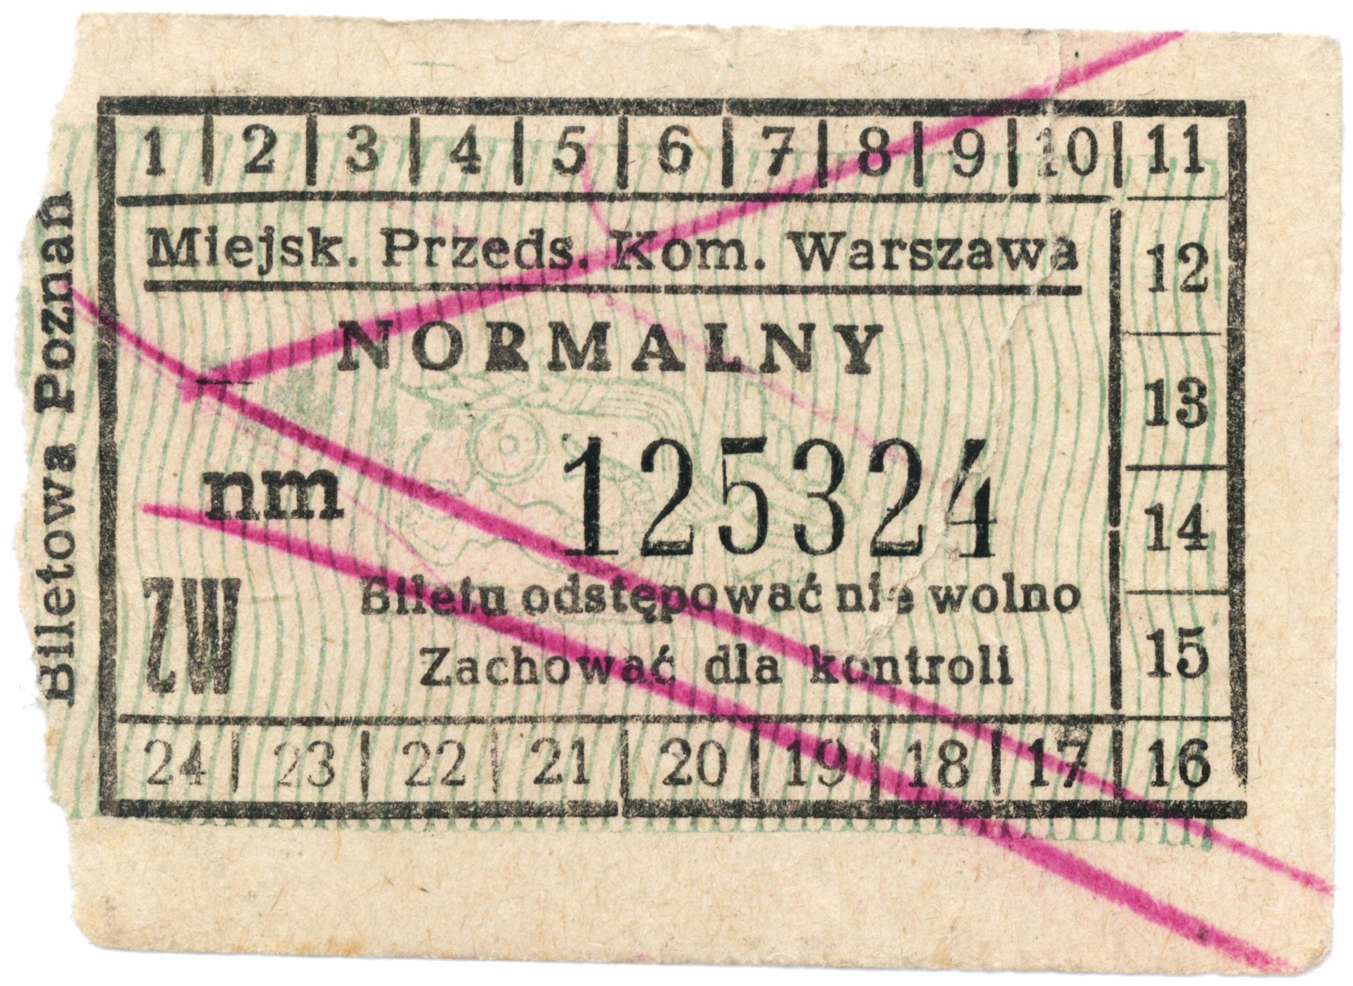 1 | 2 | 3 | 4 | 5 | 6 | 7 | 8 | 9 | 10 | 11
Miejsk. Przeds. Kom. Warszawa
12
NORMALNY
13
nm 125324
14
Biletu odstępować nie wolno
ZW
Zachować dla kontroli
15
24 | 23 | 22 | 21 | 20 | 19 | 18 | 17 | 16
Biletowa Poznań